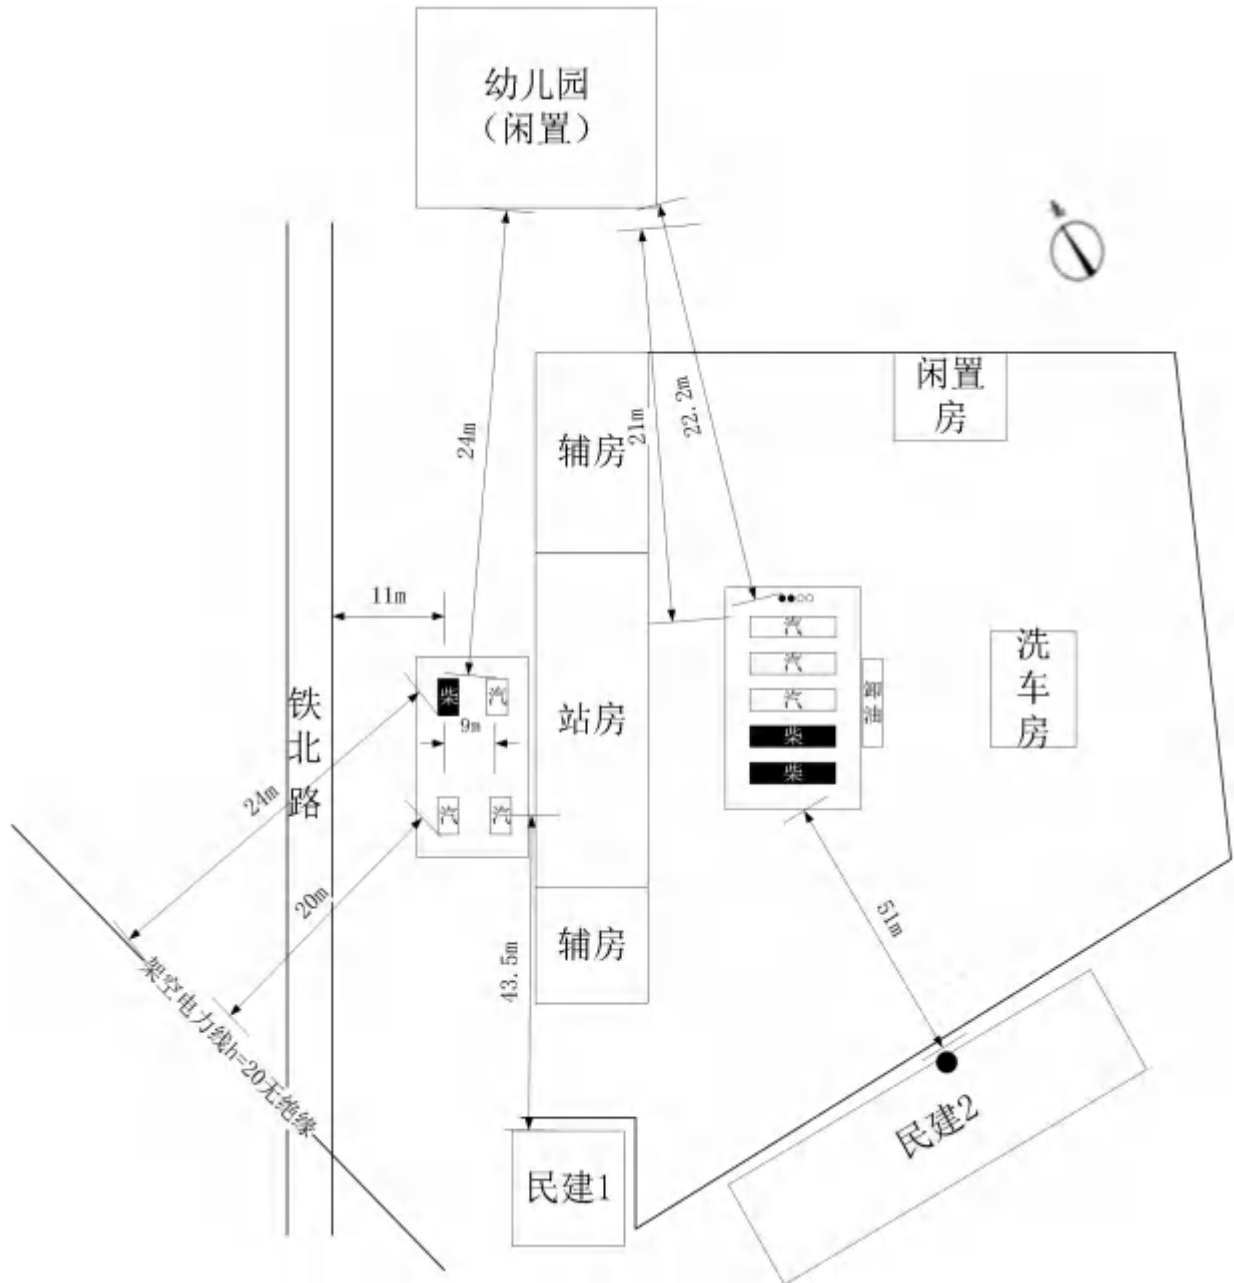 幼儿园
（闲置）
24m
21m
22.2m
闲置
房
辅房
11m
汽
汽
汽
柴
柴
卸
油
洗
车
房
铁
北
路
柴
汽
9m
汽
汽
站房
24m
20m
43.5m
辅房
51m
架空电力线h=20无绝缘
民建1
民建2